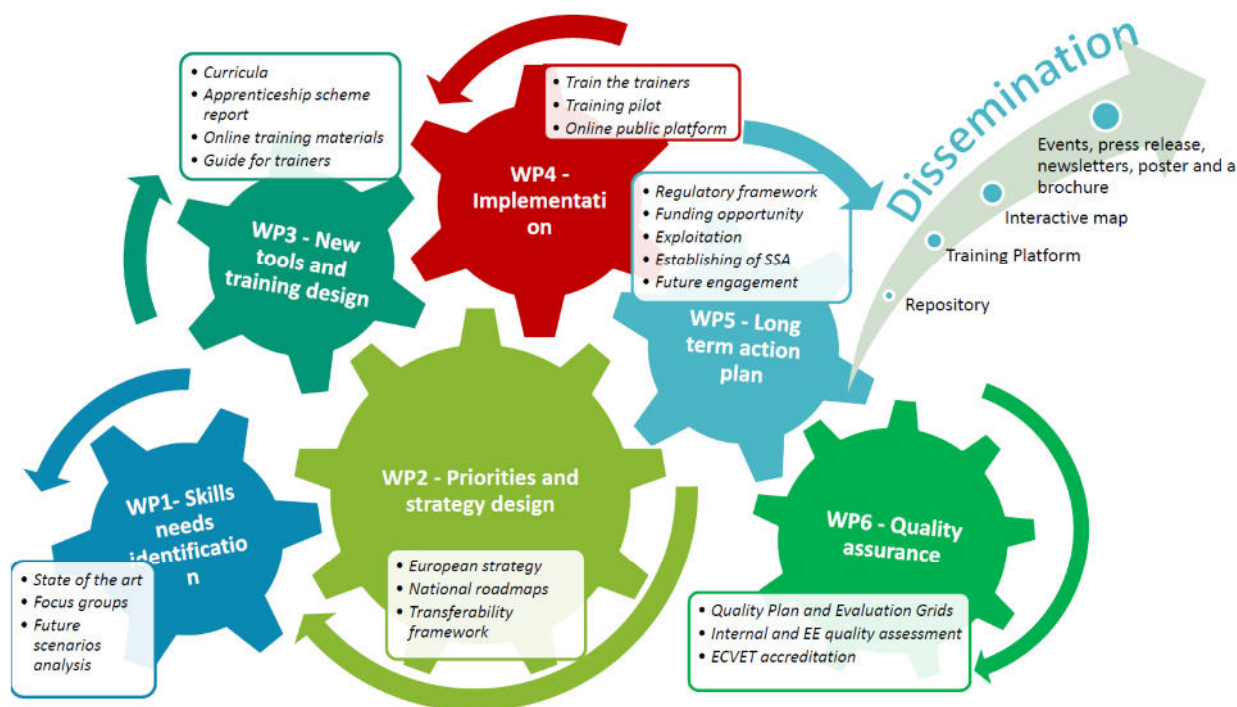 • Curricula
• Apprenticeship scheme
report
• Online training materials
• Guide for trainers
WP3 - New
tools and
training design
• Train the trainers
• Training pilot
• Online public platform
WP4 -
Implementati
on
• Regulatory framework
• Funding opportunity
• Exploitation
• Establishing of SSA
• Future engagement
WP5 - Long
term action
plan
Dissemination
Events, press release,
newsletters, poster and a
brochure
Interactive map
Training Platform
Repository
WP1- Skills
needs
identificatio
n
• State of the art
• Focus groups
• Future
scenarios
analysis
WP2 - Priorities and
strategy design
• European strategy
• National roadmaps
• Transferability
framework
WP6 - Quality
assurance
• Quality Plan and Evaluation Grids
• Internal and EE quality assessment
• ECVET accreditation